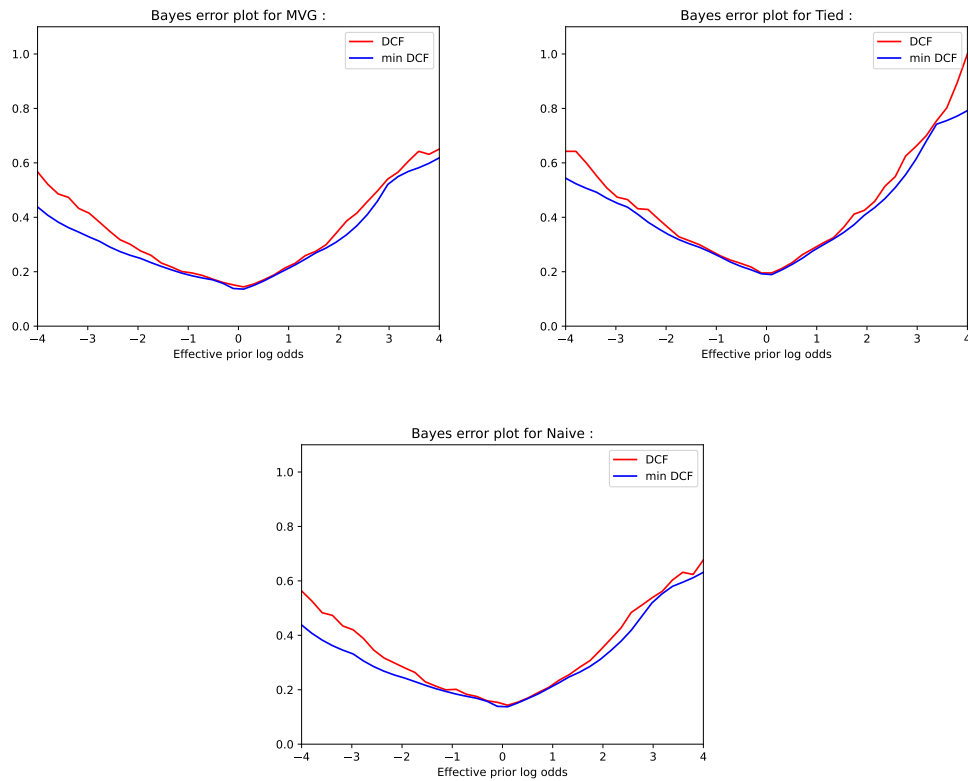 Bayes error plot for MVG :
1.0
0.8
0.6
0.4
0.2
0.0
DCF
min DCF
−4 −3 −2 −1 0 1 2 3 4
Effective prior log odds
Bayes error plot for Tied :
1.0
0.8
0.6
0.4
0.2
0.0
DCF
min DCF
−4 −3 −2 −1 0 1 2 3 4
Effective prior log odds
Bayes error plot for Naive :
1.0
0.8
0.6
0.4
0.2
0.0
DCF
min DCF
−4 −3 −2 −1 0 1 2 3 4
Effective prior log odds